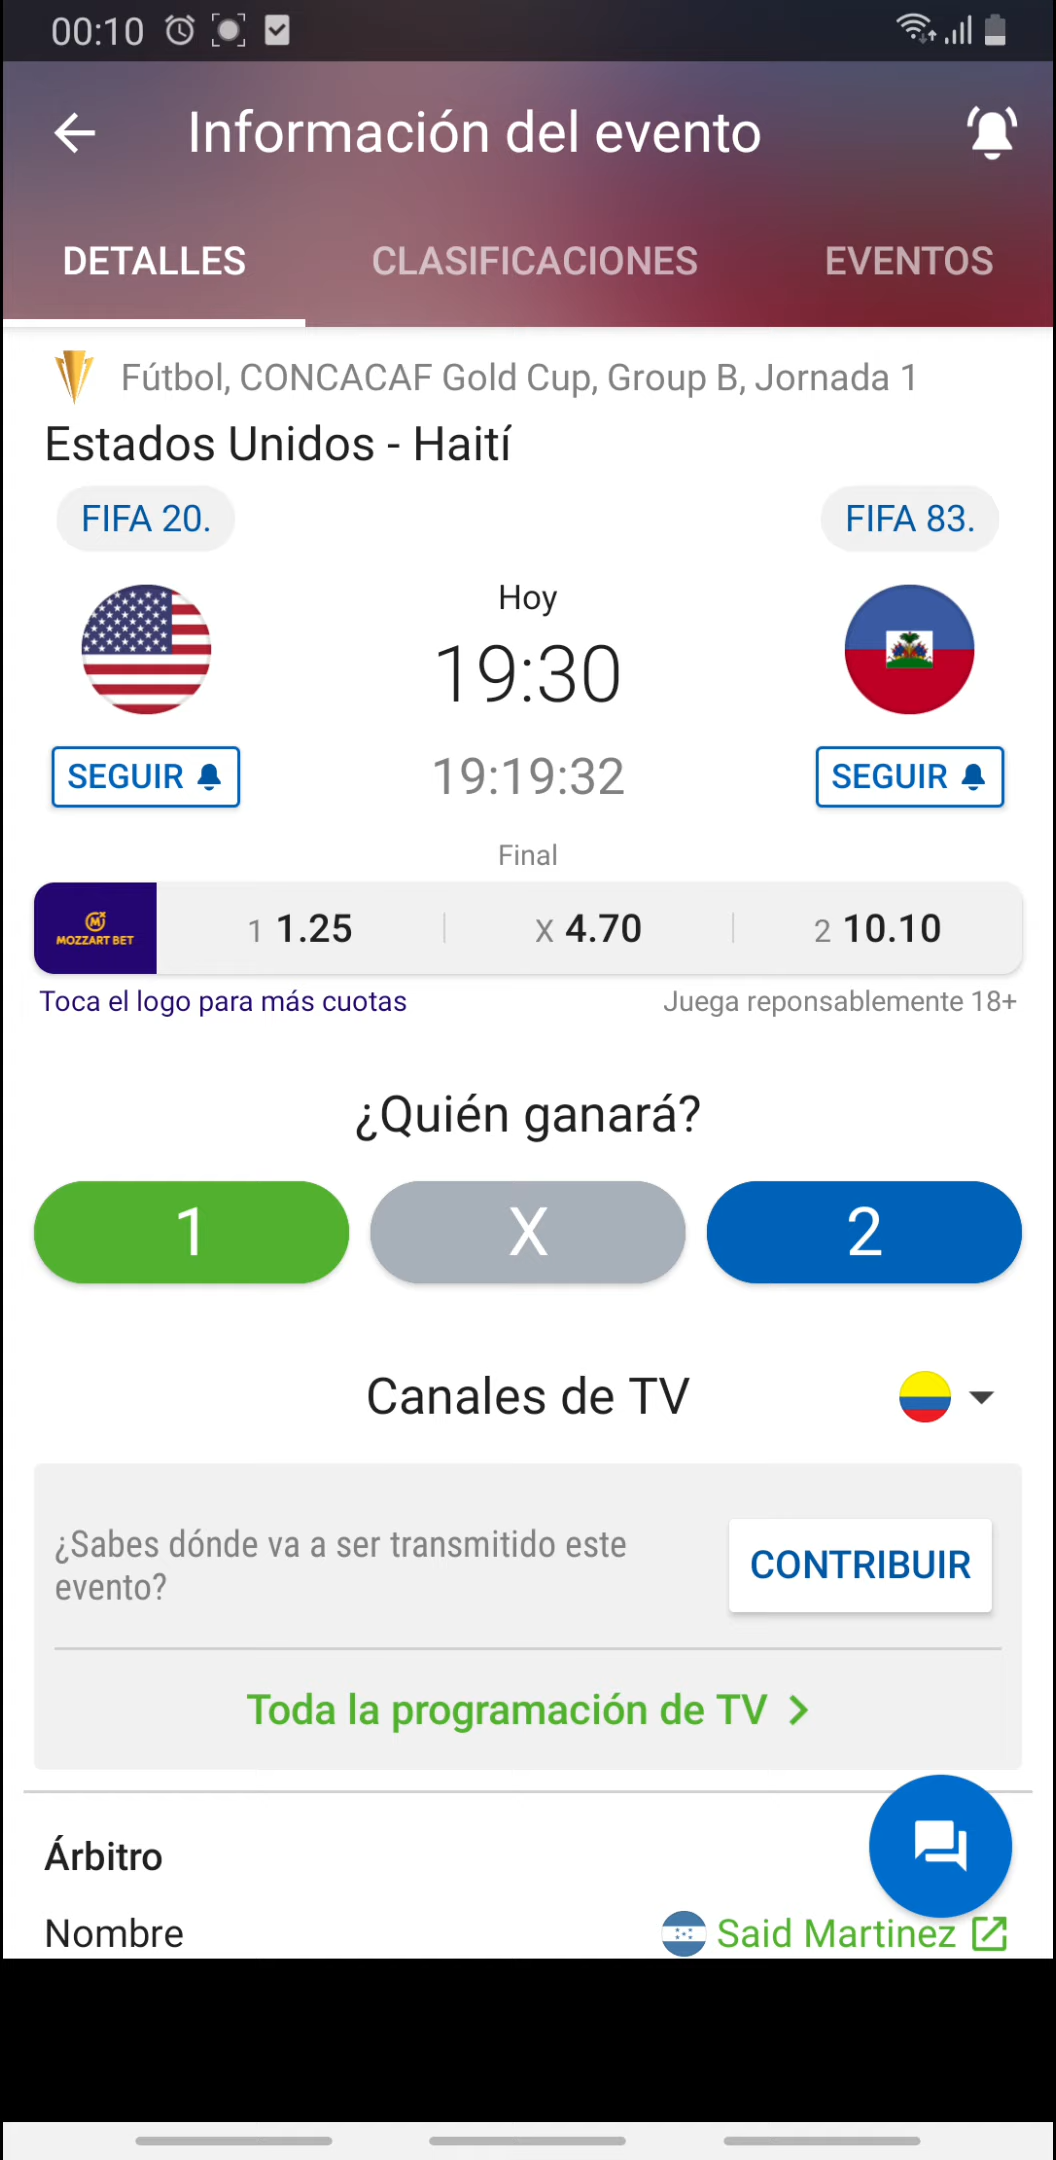 00:10
Información del evento
DETALLES CLASIFICACIONES EVENTOS
Fútbol, CONCACAF Gold Cup, Group B, Jornada 1
Estados Unidos - Haití
FIFA 20. FIFA 83.
Hoy
19:30
SEGUIR 19:19:32 SEGUIR
Final
MOZZART BET 1 1.25 X 4.70 2 10.10
Toca el logo para más cuotas Juega reponsablemente 18+
¿Quién ganará?
1 X 2
Canales de TV
¿Sabes dónde va a ser transmitido este
evento?
CONTRIBUIR
Toda la programación de TV
Árbitro
Nombre Said Martinez